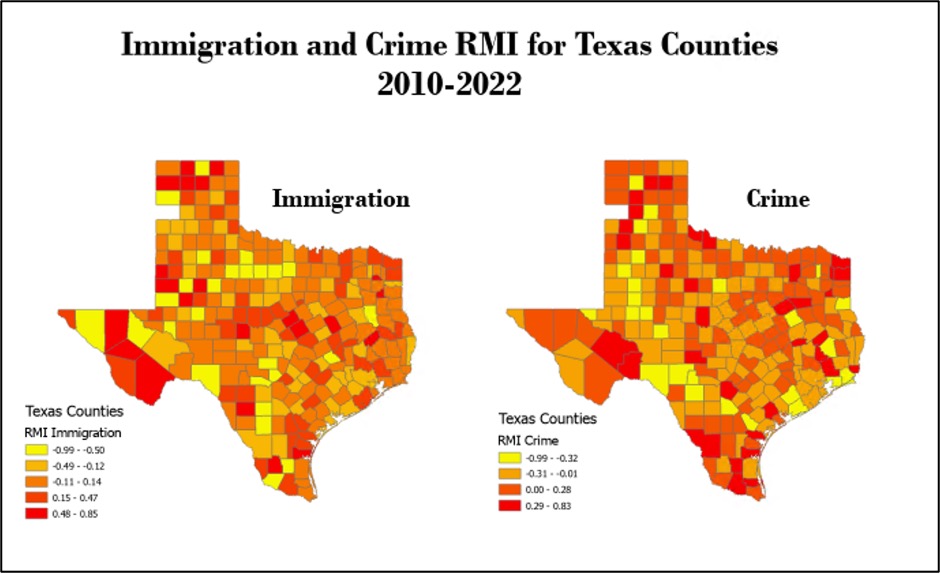 Immigration and Crime RMI for Texas Counties
2010-2022
Immigration
Crime
Texas Counties
RMI Immigration
-0.99 - -0.50
-0.49 - -0.12
-0.11 - 0.14
0.15 - 0.47
0.48 - 0.85
Texas Counties
RMI Crime
-0.99 - -0.32
-0.31 - -0.01
0.00 - 0.28
0.29 - 0.83